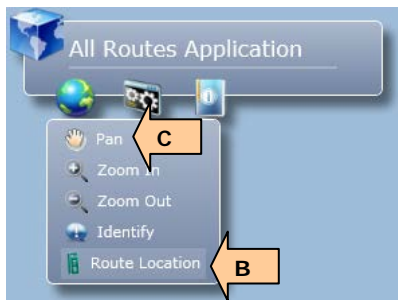 All Routes Application
Pan
C
Zoom In
Zoom Out
Identify
Route Location
B